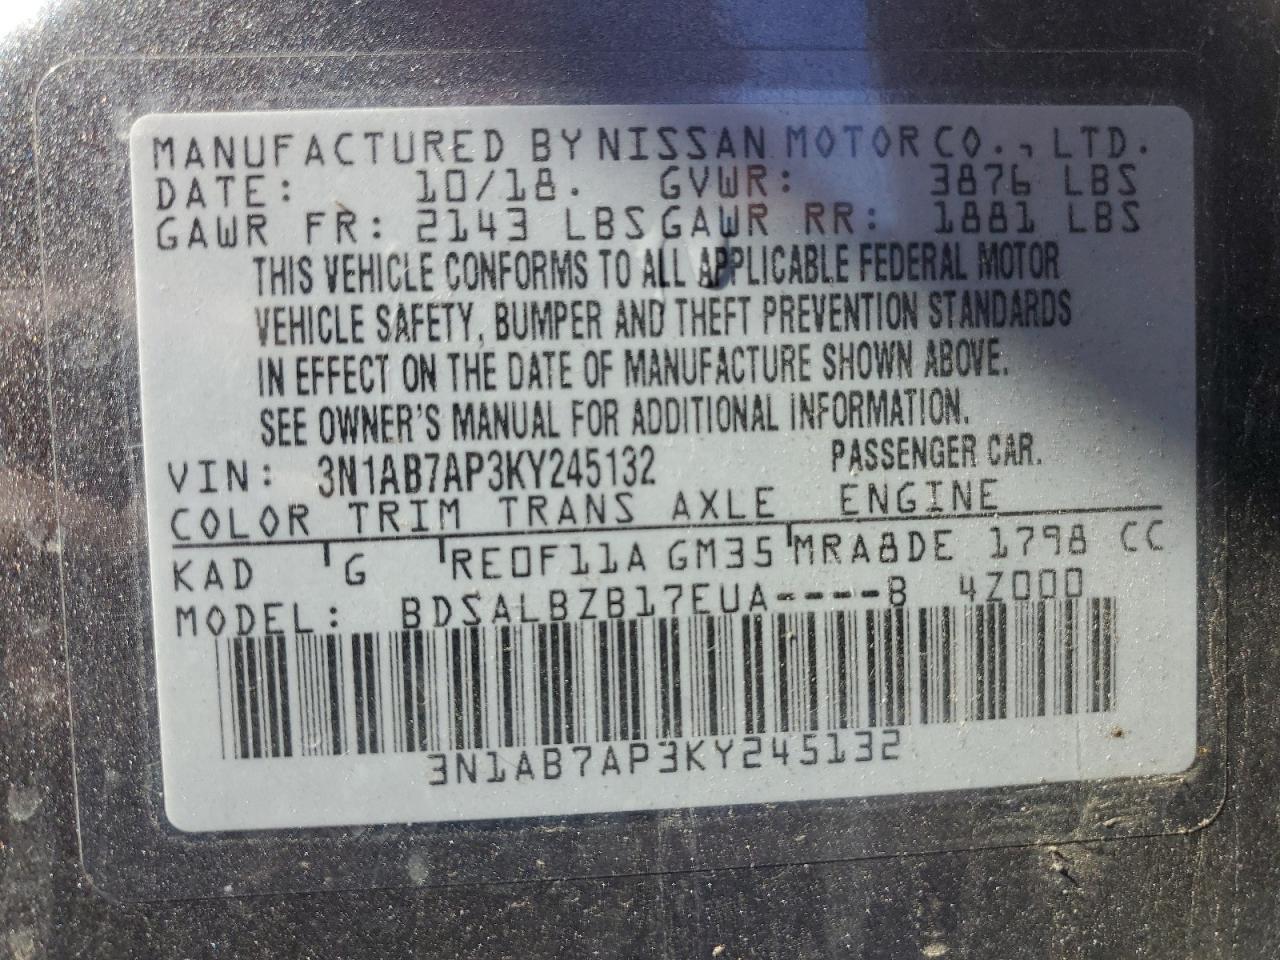 MANUFACTURED BY NISSAN MOTOR CO., LTD.
DATE: 10/18. GVWR: 3876 LBS
GAWR FR: 2143 LBS GAWR RR: 1881 LBS
THIS VEHICLE CONFORMS TO ALL APPLICABLE FEDERAL MOTOR
VEHICLE SAFETY, BUMPER AND THEFT PREVENTION STANDARDS
IN EFFECT ON THE DATE OF MANUFACTURE SHOWN ABOVE.
SEE OWNER'S MANUAL FOR ADDITIONAL INFORMATION.
VIN: 3N1AB7AP3KY245132 PASSENGER CAR.
COLOR TRIM TRANS AXLE ENGINE
KAD G RE0F11A GM35 MRA8DE 1798 CC
MODEL: BDSALBZB17EUA----B 4Z000
3N1AB7AP3KY245132